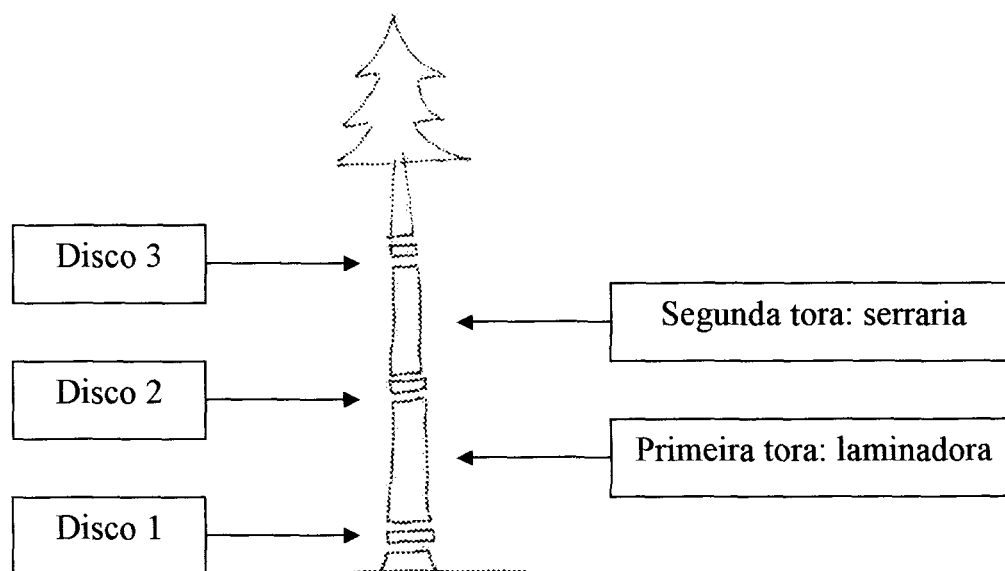 Disco 3
Segunda tora: serraria
Disco 2
Primeira tora: laminadora
Disco 1